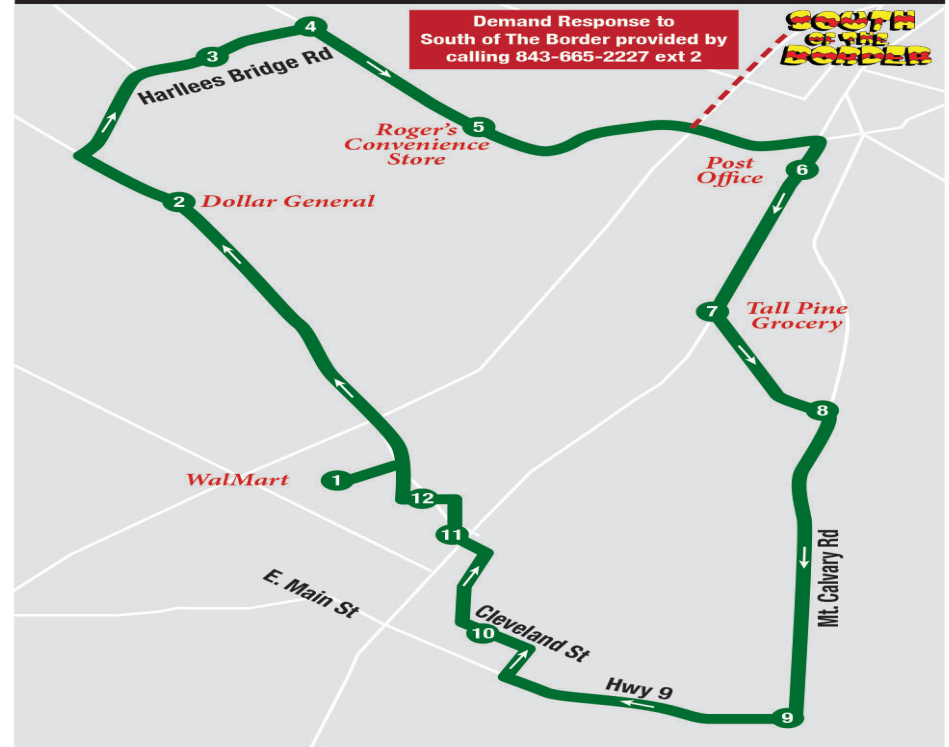 Demand Response to
South of The Border provided by
calling 843-665-2227 ext 2
SOUTH
OF THE
BORDER
4
3
Harllees Bridge Rd
5
Roger's
Convenience
Store
Post
Office
6
2
Dollar General
7
Tall Pine
Grocery
8
WalMart
1
12
11
Mt. Calvary Rd
E. Main St
Cleveland St
10
Hwy 9
9